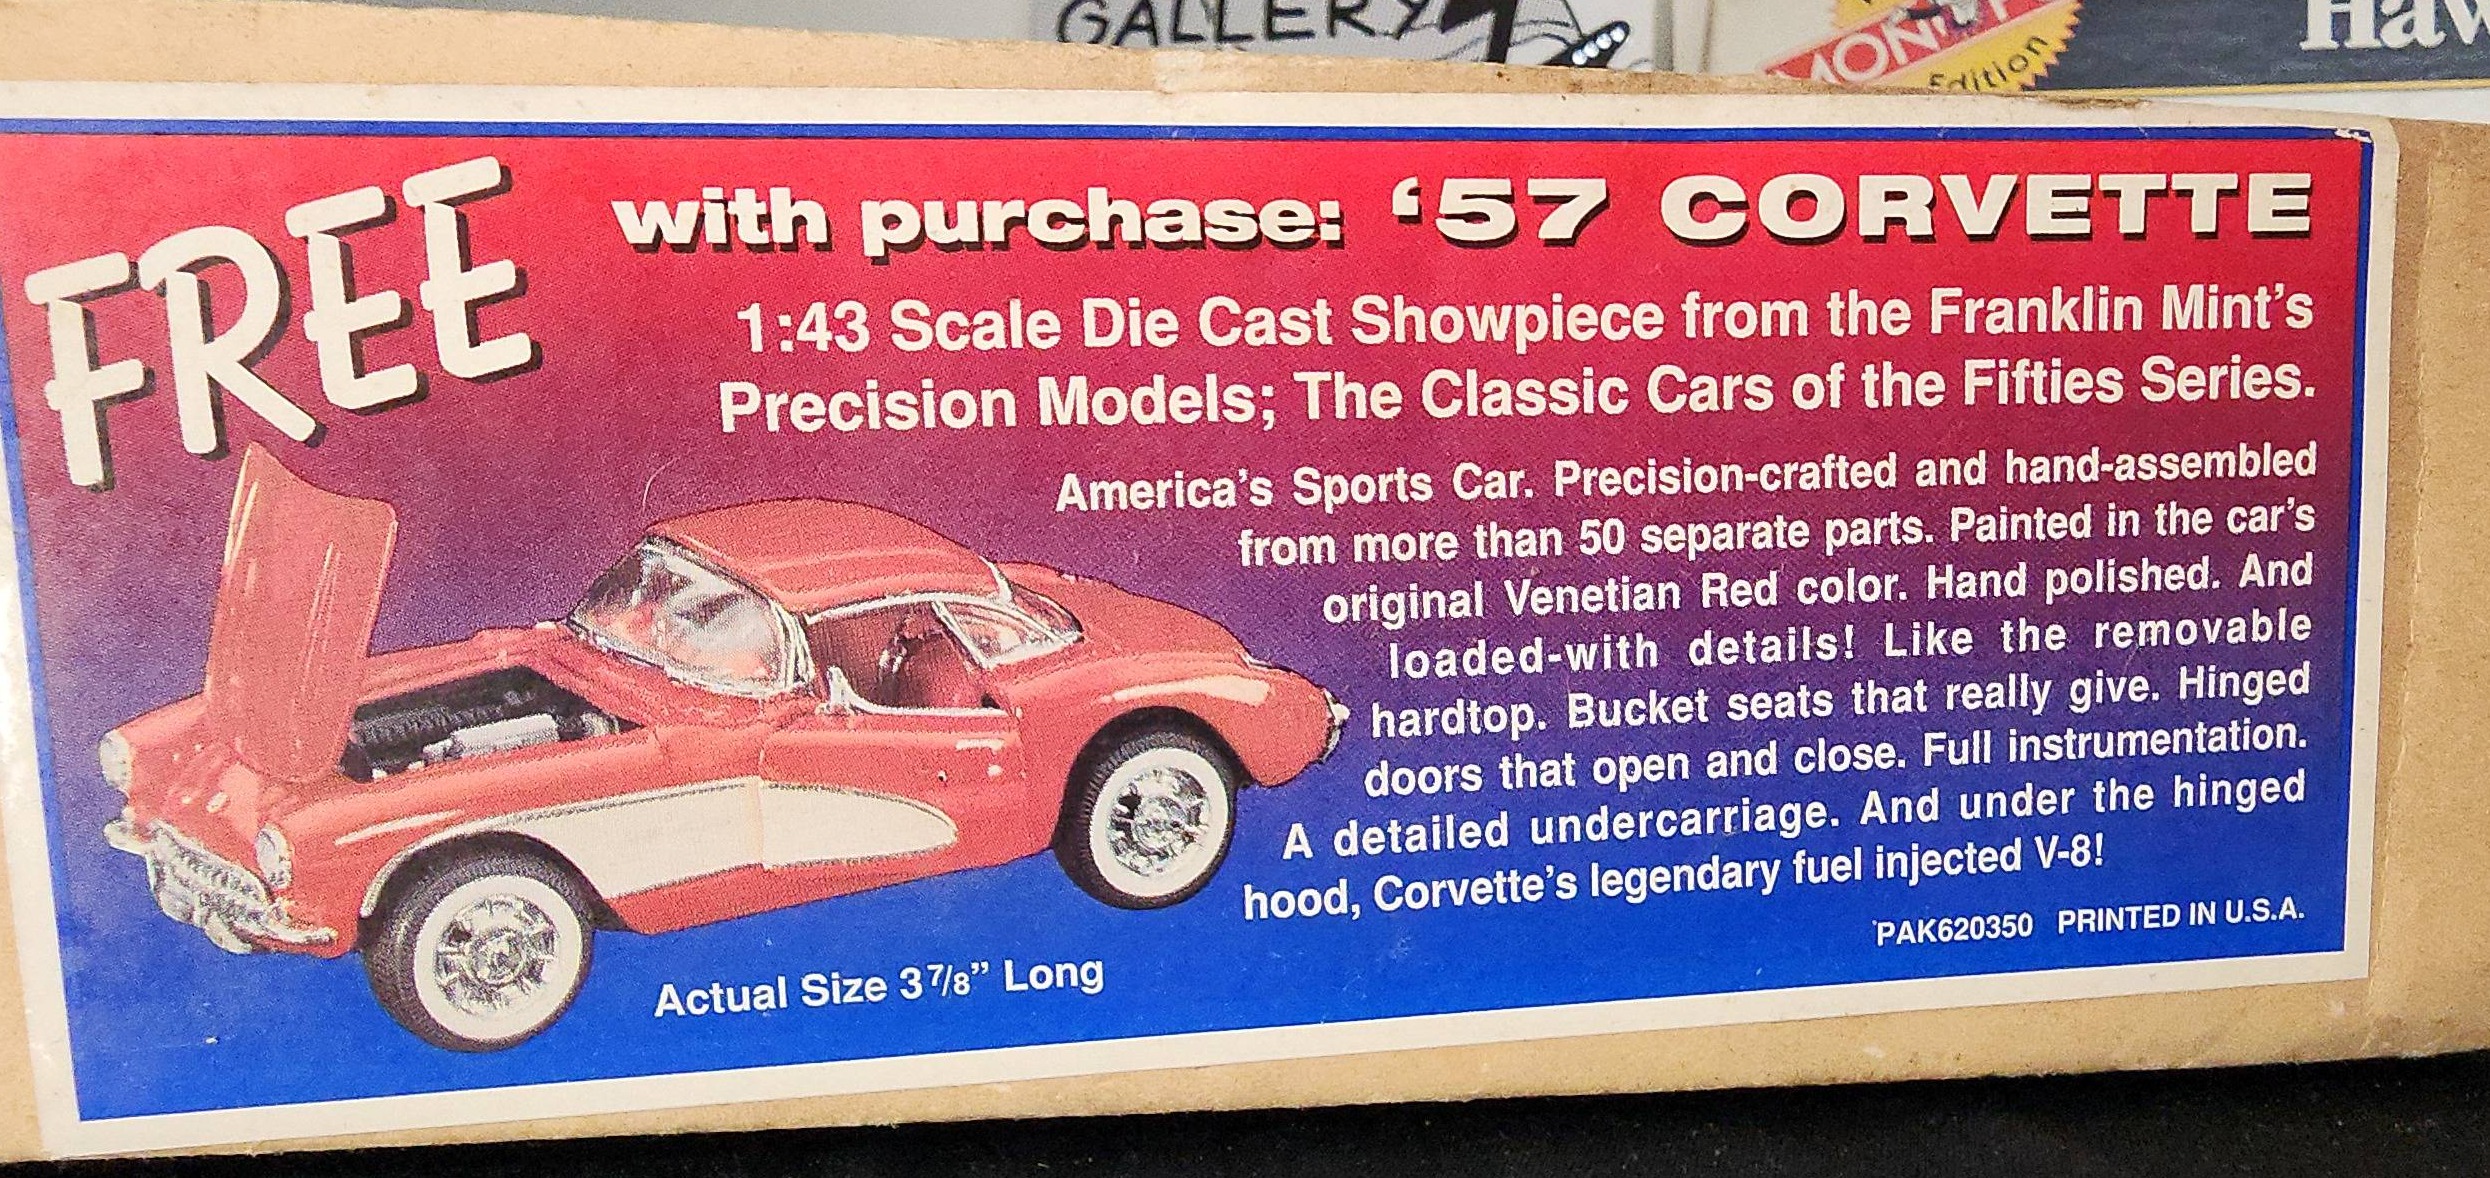 GALLERY
Edition
FREE with purchase: ‘57 CORVETTE
1:43 Scale Die Cast Showpiece from the Franklin Mint’s
Precision Models; The Classic Cars of the Fifties Series.
America’s Sports Car. Precision-crafted and hand-assembled
from more than 50 separate parts. Painted in the car’s
original Venetian Red color. Hand polished. And
loaded-with details! Like the removable
hardtop. Bucket seats that really give. Hinged
doors that open and close. Full instrumentation.
A detailed undercarriage. And under the hinged
hood, Corvette’s legendary fuel injected V-8!
PAK620350 PRINTED IN U.S.A.
Actual Size 3 7/8” Long